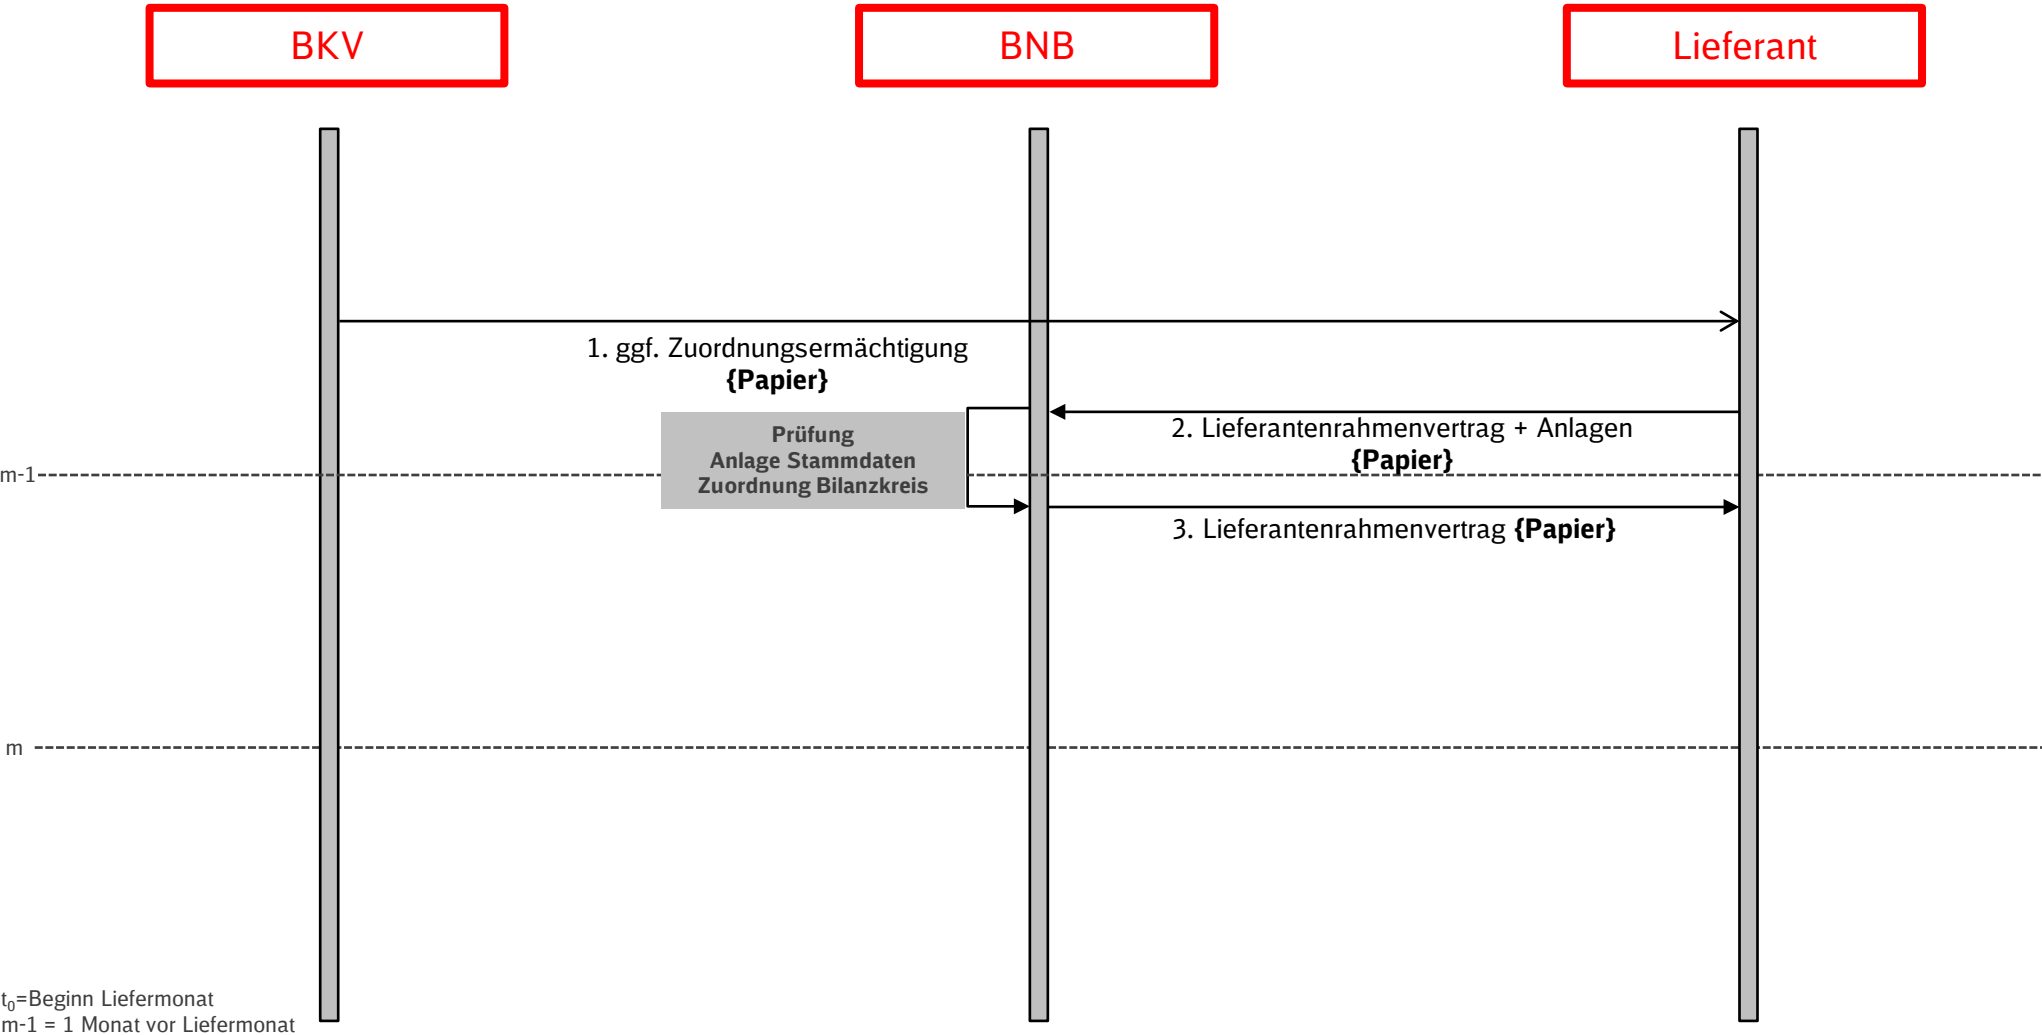 BKV
BNB
Lieferant
1. ggf. Zuordnungsermächtigung
{Papier}
2. Lieferantenrahmenvertrag + Anlagen
{Papier}
Prüfung
Anlage Stammdaten
Zuordnung Bilanzkreis
m-1
3. Lieferantenrahmenvertrag {Papier}
m
t₀=Beginn Liefermonat
m-1 = 1 Monat vor Liefermonat